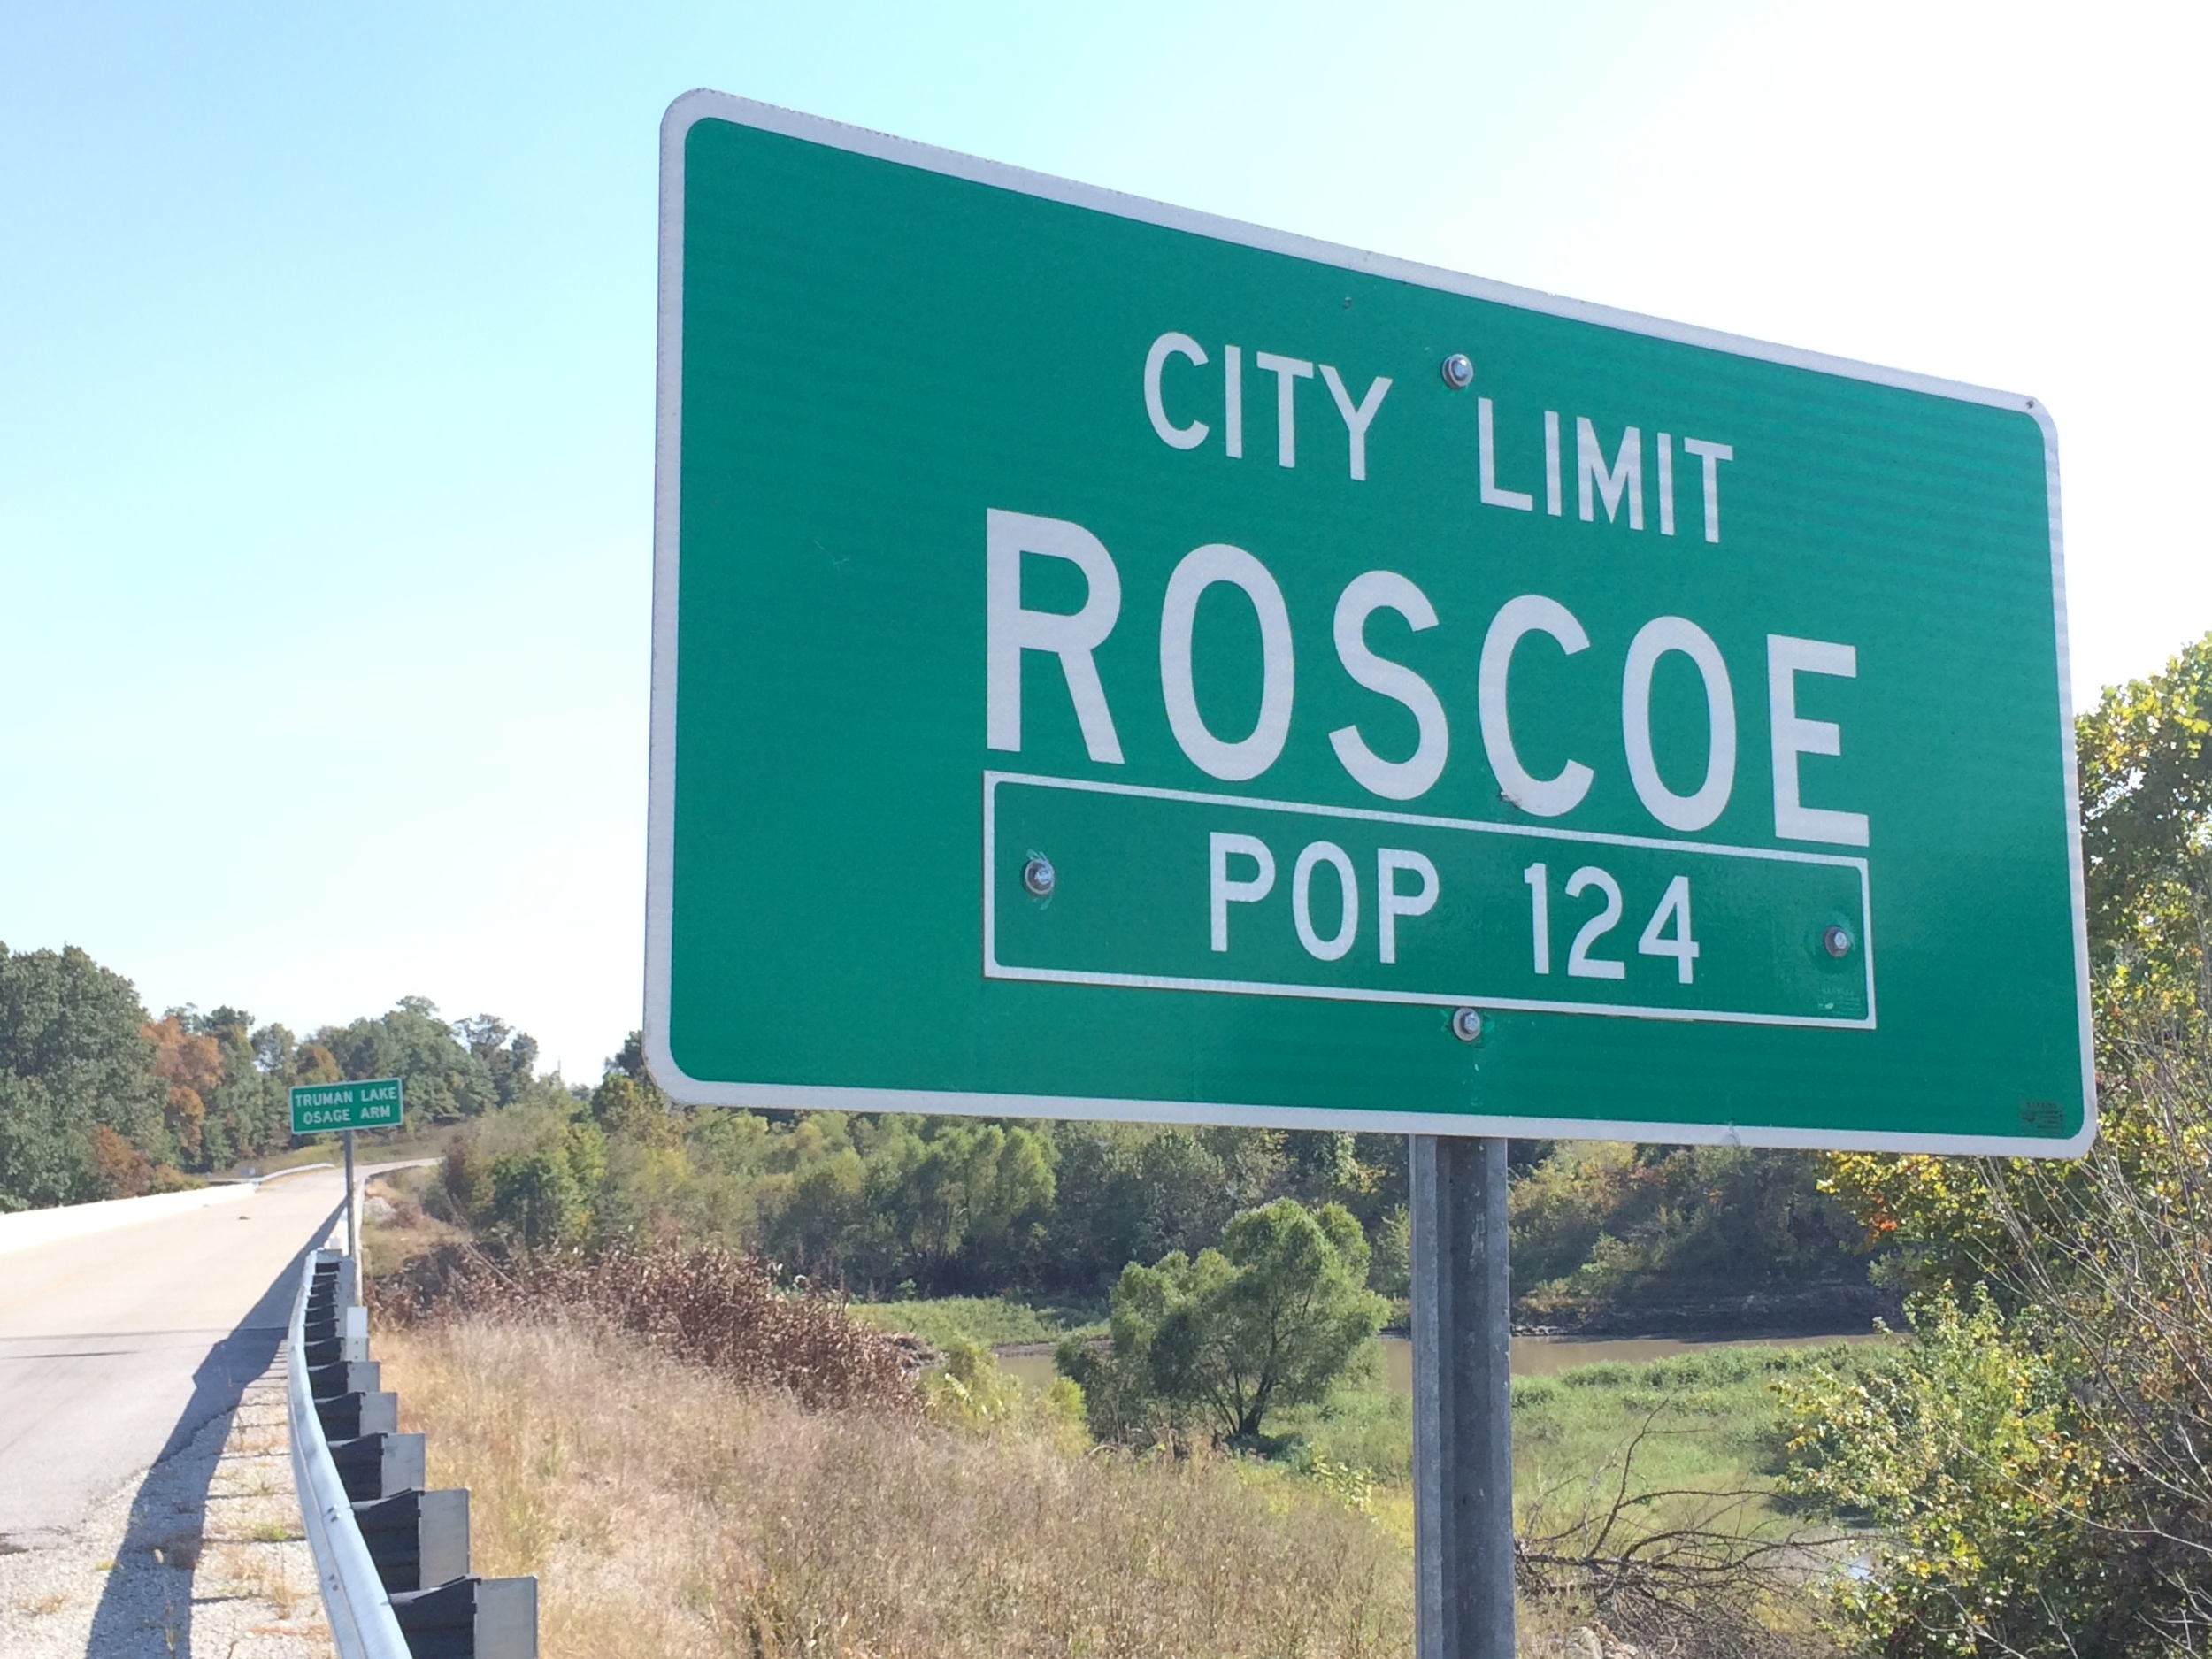 CITY LIMIT
ROSCOE
POP 124
TRUMAN LAKE
OSAGE ARM